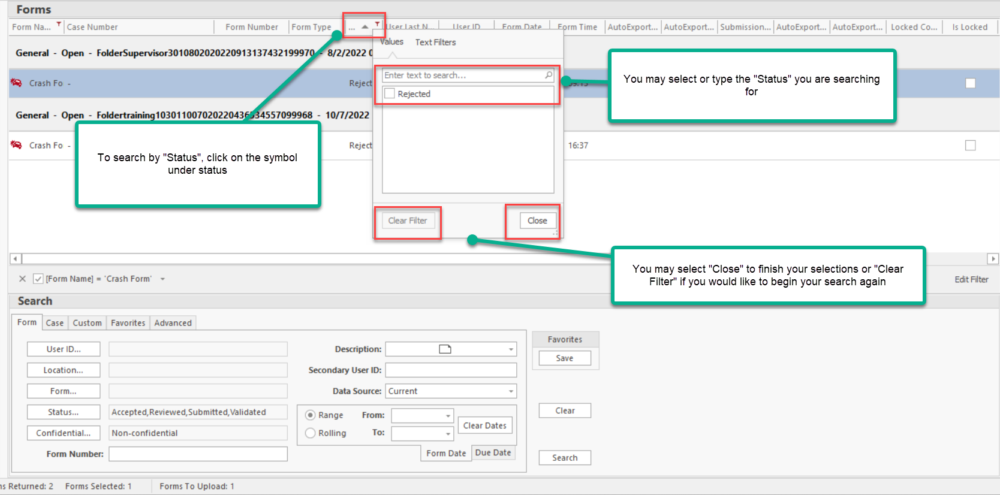 Forms
Form Na... Case Number Form Number Form Type ... User Last N... User ID Form Date Form Time AutoExport... AutoExport... Submission... AutoExport... AutoExport... Locked Co... Is Locked
Values Text Filters
General - Open - FolderSupervisor3010802020220913137432199970 - 8/2/2022 0
Enter text to search...
You may select or type the "Status" you are searching
for
Crash Fo - Reject 09:13
Rejected
General - Open - Foldertraining10301100702022043 34557099968 - 10/7/2022
Crash Fo - Reject 16:37
To search by "Status", click on the symbol
under status
Clear Filter Close
You may select "Close" to finish your selections or "Clear
Filter" if you would like to begin your search again
[Form Name] = 'Crash Form' Edit Filter
Search
Form Case Custom Favorites Advanced
User ID... Description: Favorites
Location... Secondary User ID: Save
Form... Data Source: Current
Status... Accepted,Reviewed,Submitted,Validated Range From: Clear
Confidential... Non-confidential Rolling To: Clear Dates
Form Number: Form Date Due Date Search
ms Returned: 2 Forms Selected: 1 Forms To Upload: 1